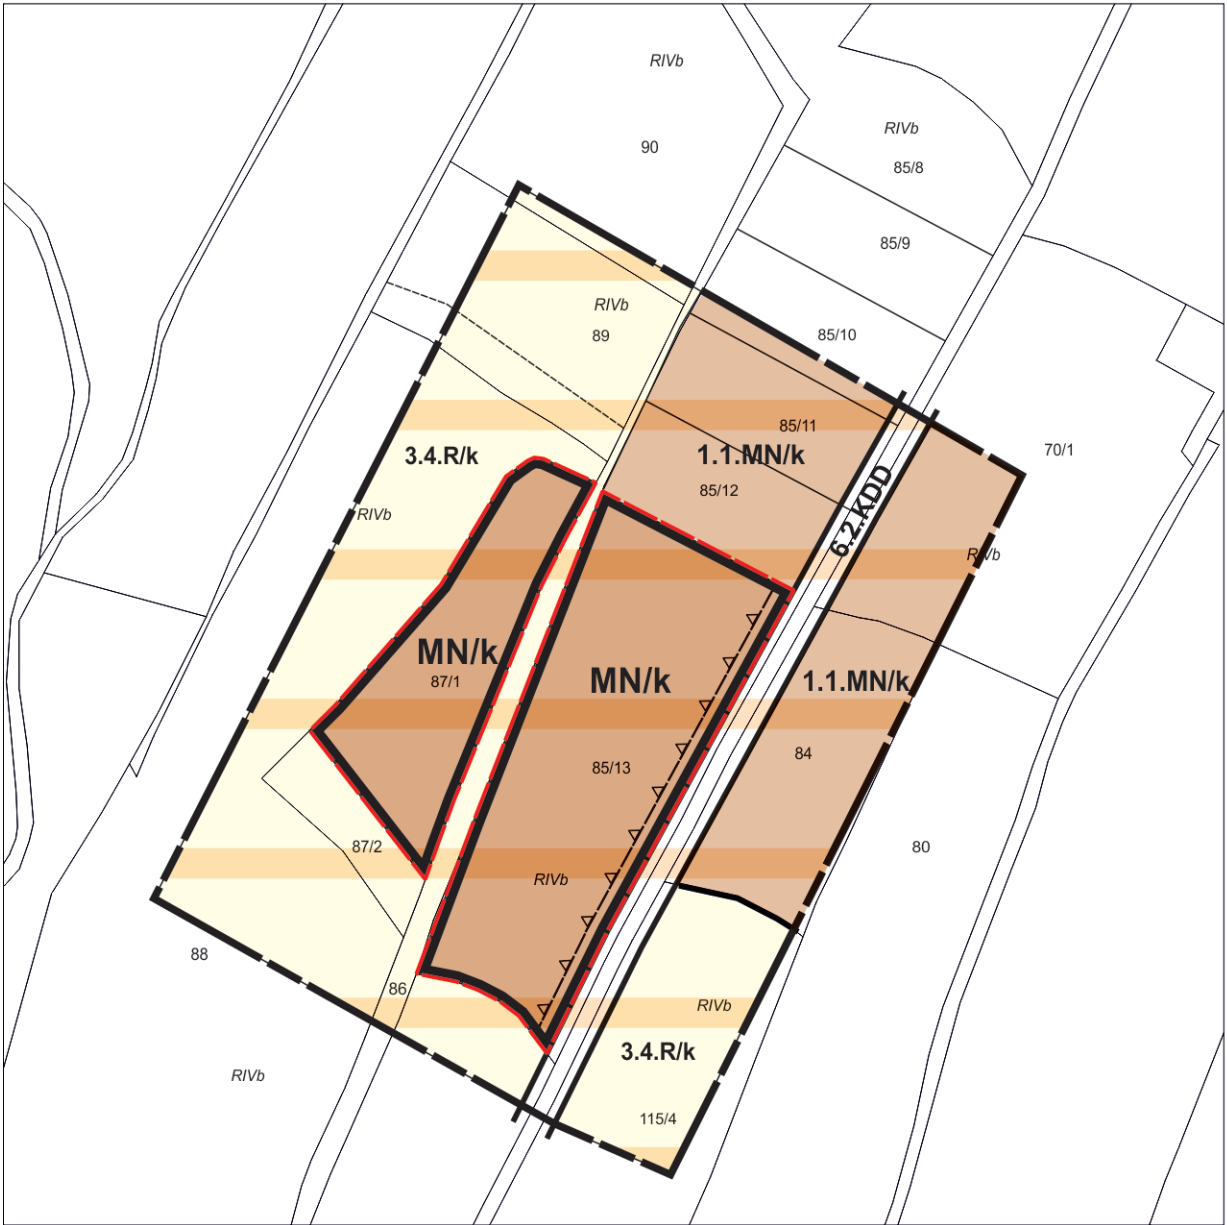 RIVb
RIVb
90
85/8
85/9
RIVb
89
85/10
85/11
70/1
3.4.R/k
1.1.MN/k
85/12
6.2.KDD
RIVb
RIVb
MN/k
87/1
MN/k
1.1.MN/k
84
85/13
87/2
80
RIVb
88
86
RIVb
3.4.R/k
RIVb
115/4